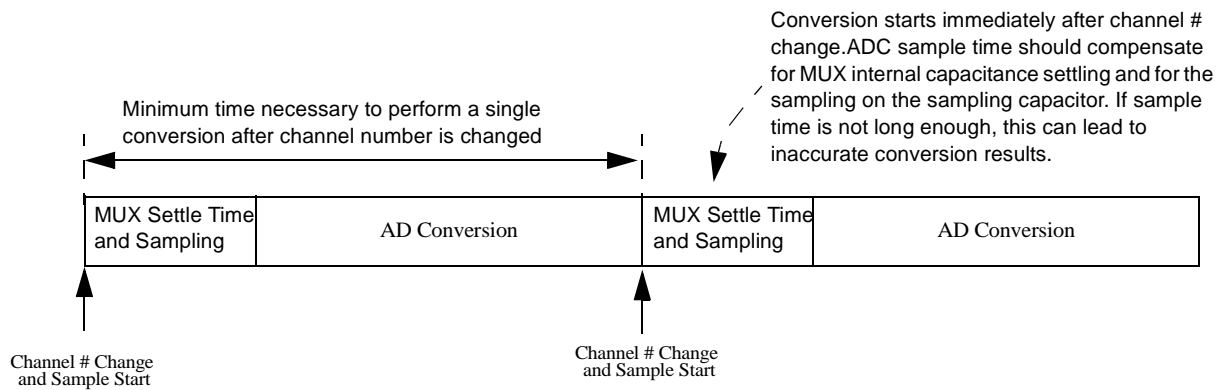 Conversion starts immediately after channel #
change.ADC sample time should compensate
for MUX internal capacitance settling and for the
sampling on the sampling capacitor. If sample
time is not long enough, this can lead to
inaccurate conversion results.
Minimum time necessary to perform a single
conversion after channel number is changed
MUX Settle Time
and Sampling
AD Conversion
MUX Settle Time
and Sampling
AD Conversion
Channel # Change
and Sample Start
Channel # Change
and Sample Start